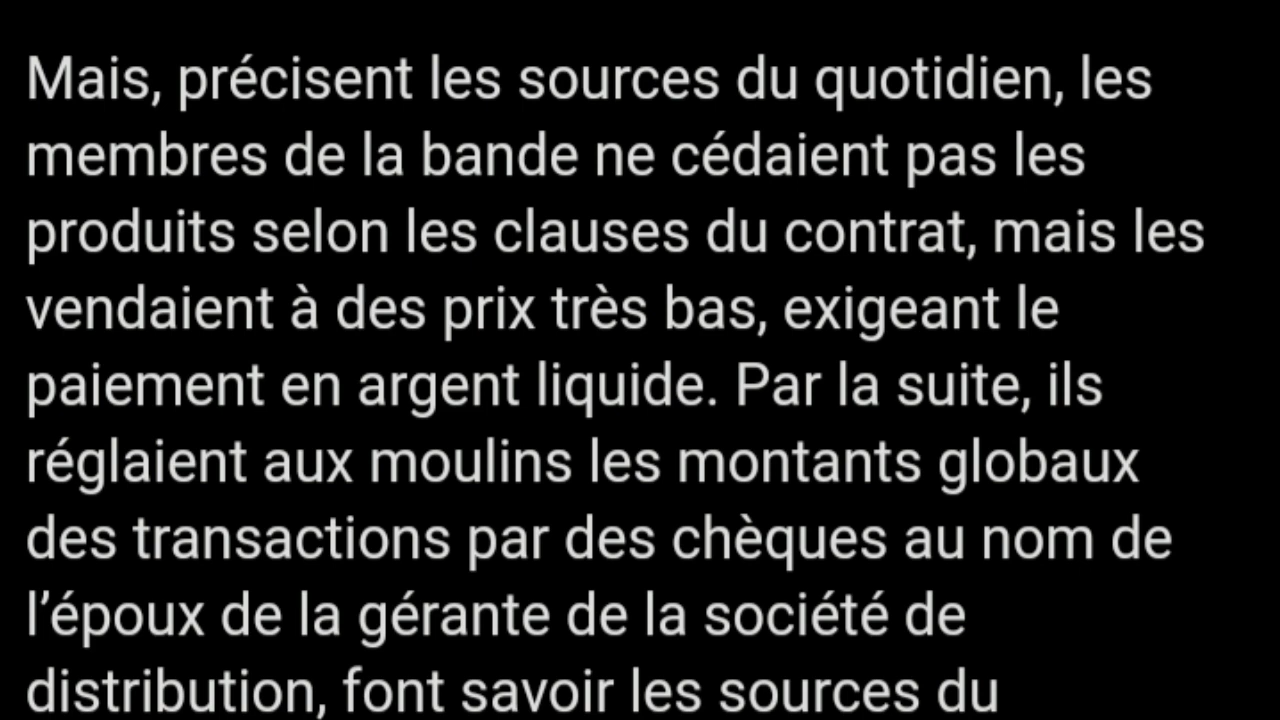 Mais, précisent les sources du quotidien, les
membres de la bande ne cédaient pas les
produits selon les clauses du contrat, mais les
vendaient à des prix très bas, exigeant le
paiement en argent liquide. Par la suite, ils
réglaient aux moulins les montants globaux
des transactions par des chèques au nom de
l’époux de la gérante de la société de
distribution, font savoir les sources du